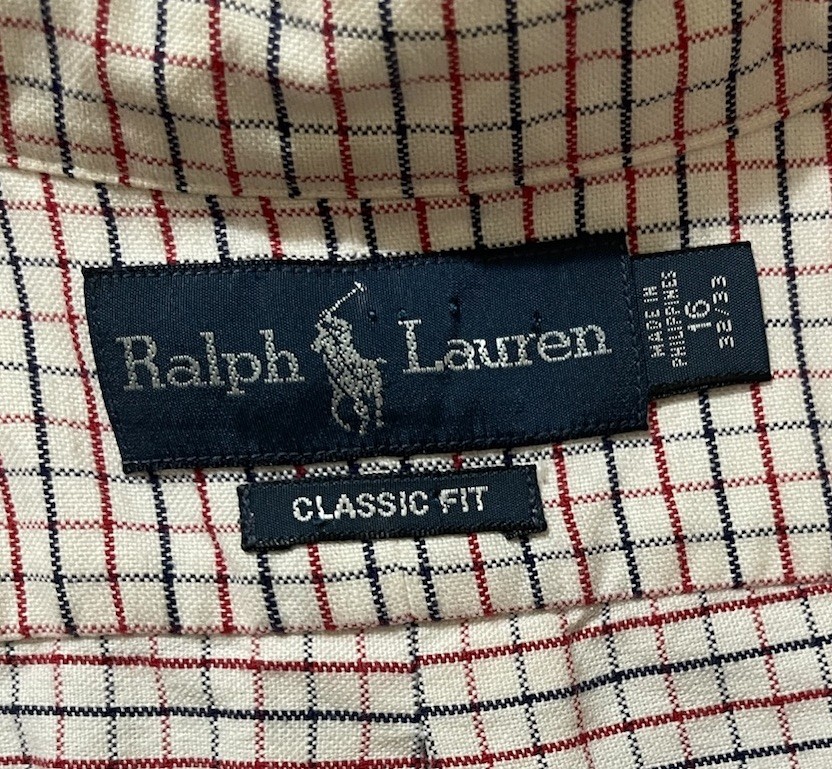 Ralph Lauren
MADE IN
PHILIPPINES
16
32/33
CLASSIC FIT